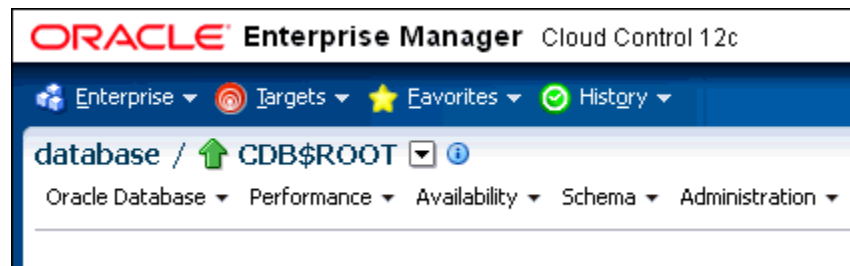 ORACLE Enterprise Manager Cloud Control 12c
Enterprise Targets Favorites History
database / CDB$ROOT
Oracle Database Performance Availability Schema Administration